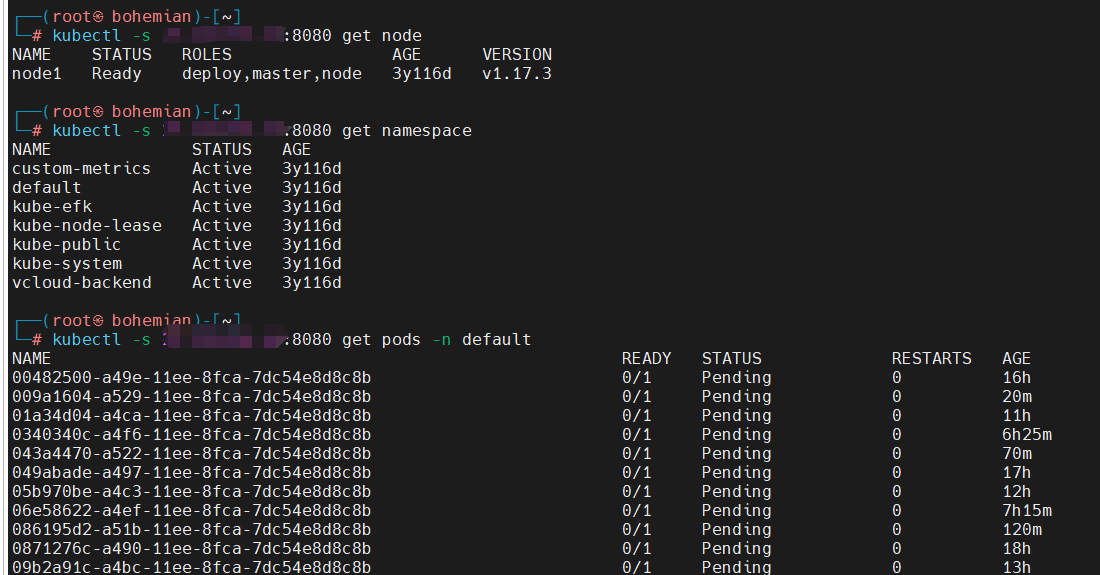 ┌──(root㉿ bohemian)-[~]
└─# kubectl -s :8080 get node
NAME STATUS ROLES AGE VERSION
node1 Ready deploy,master,node 3y116d v1.17.3
┌──(root㉿ bohemian)-[~]
└─# kubectl -s :8080 get namespace
NAME STATUS AGE
custom-metrics Active 3y116d
default Active 3y116d
kube-efk Active 3y116d
kube-node-lease Active 3y116d
kube-public Active 3y116d
kube-system Active 3y116d
vcloud-backend Active 3y116d
┌──(root㉿ bohemian)-[~]
└─# kubectl -s :8080 get pods -n default
NAME READY STATUS RESTARTS AGE
00482500-a49e-11ee-8fca-7dc54e8d8c8b 0/1 Pending 0 16h
009a1604-a529-11ee-8fca-7dc54e8d8c8b 0/1 Pending 0 20m
01a34d04-a4ca-11ee-8fca-7dc54e8d8c8b 0/1 Pending 0 11h
0340340c-a4f6-11ee-8fca-7dc54e8d8c8b 0/1 Pending 0 6h25m
043a4470-a522-11ee-8fca-7dc54e8d8c8b 0/1 Pending 0 70m
049abade-a497-11ee-8fca-7dc54e8d8c8b 0/1 Pending 0 17h
05b970be-a4c3-11ee-8fca-7dc54e8d8c8b 0/1 Pending 0 12h
06e58622-a4ef-11ee-8fca-7dc54e8d8c8b 0/1 Pending 0 7h15m
086195d2-a51b-11ee-8fca-7dc54e8d8c8b 0/1 Pending 0 120m
0871276c-a490-11ee-8fca-7dc54e8d8c8b 0/1 Pending 0 18h
09b2a91c-a4bc-11ee-8fca-7dc54e8d8c8b 0/1 Pending 0 13h